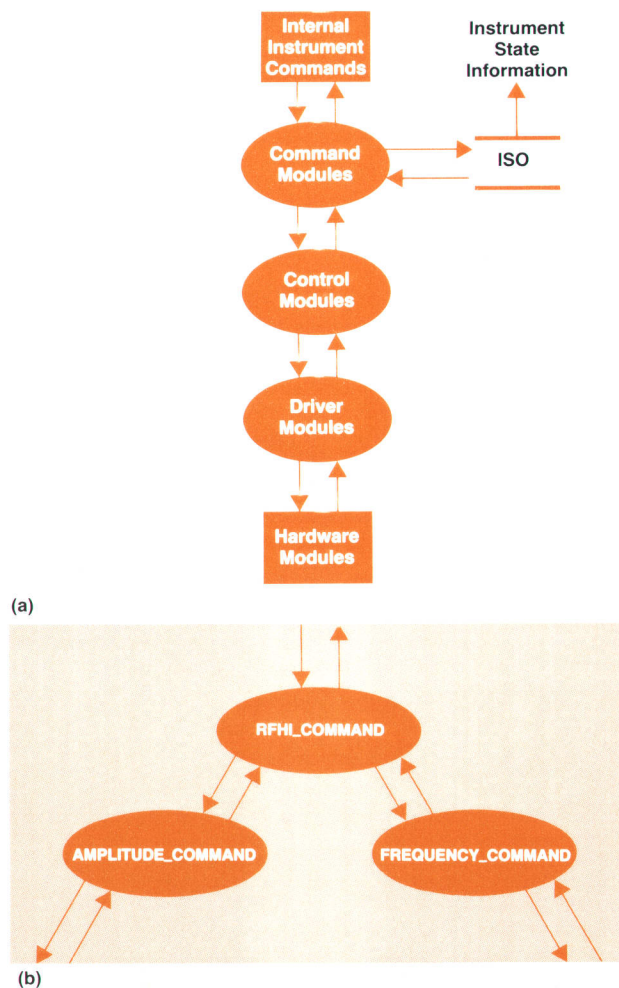 Internal
Instrument
Commands
Instrument
State
Information
Command
Modules
ISO
Control
Modules
Driver
Modules
Hardware
Modules
(a)
RFHI_COMMAND
AMPLITUDE_COMMAND
FREQUENCY_COMMAND
(b)